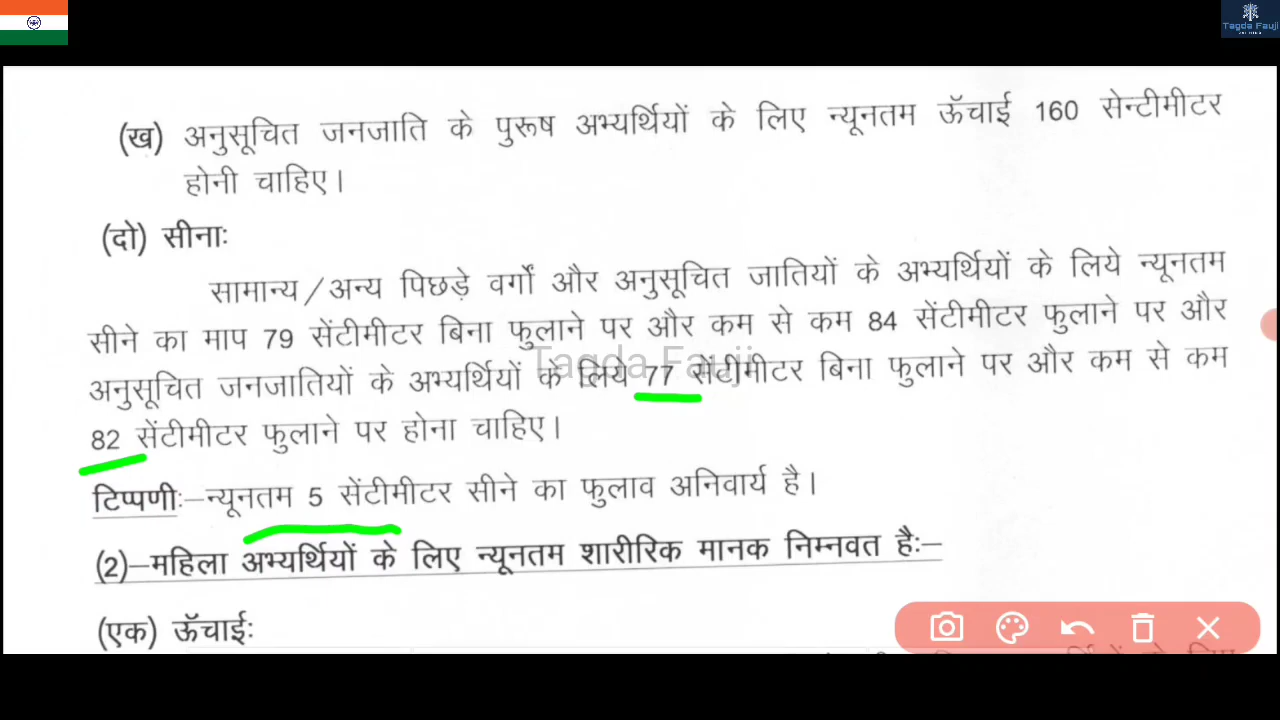 Tagda Fauji
(ख) अनुसूचित जनजाति के पुरूष अभ्यर्थियों के लिए न्यूनतम ऊँचाई 160 सेन्टीमीटर
होनी चाहिए।
(दो) सीनाः
सामान्य/अन्य पिछड़े वर्गों और अनुसूचित जातियों के अभ्यर्थियों के लिये न्यूनतम
सीने का माप 79 सेंटीमीटर बिना फुलाने पर और कम से कम 84 सेंटीमीटर फुलाने पर और
अनुसूचित जनजातियों के अभ्यर्थियों के लिये 77 सेंटीमीटर बिना फुलाने पर और कम से कम
Tagda Fauji
82 सेंटीमीटर फुलाने पर होना चाहिए।
टिप्पणीः—न्यूनतम 5 सेंटीमीटर सीने का फुलाव अनिवार्य है।
(2)—महिला अभ्यर्थियों के लिए न्यूनतम शारीरिक मानक निम्नवत हैः—
(एक) ऊँचाईः